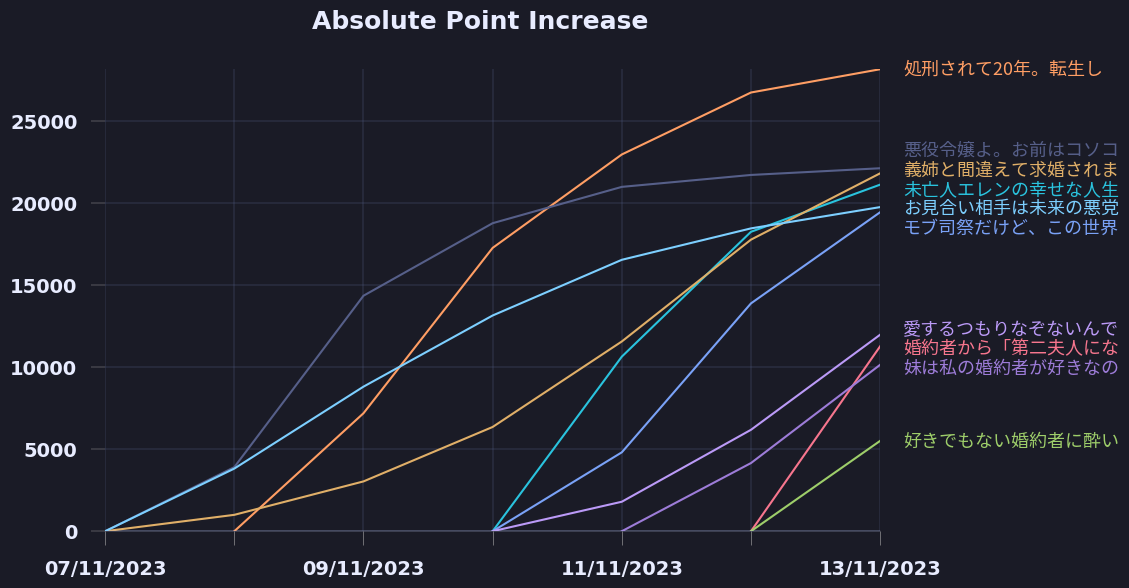 Absolute Point Increase
25000
20000
15000
10000
5000
0
07/11/2023
09/11/2023
11/11/2023
13/11/2023
処刑されて20年。転生し
悪役令嬢よ。お前はコソコ
義姉と間違えて求婚されま
未亡人エレンの幸せな人生
お見合い相手は未来の悪党
モブ司祭だけど、この世界
愛するつもりなぞないんで
婚約者から「第二夫人にな
妹は私の婚約者が好きなの
好きでもない婚約者に酔い